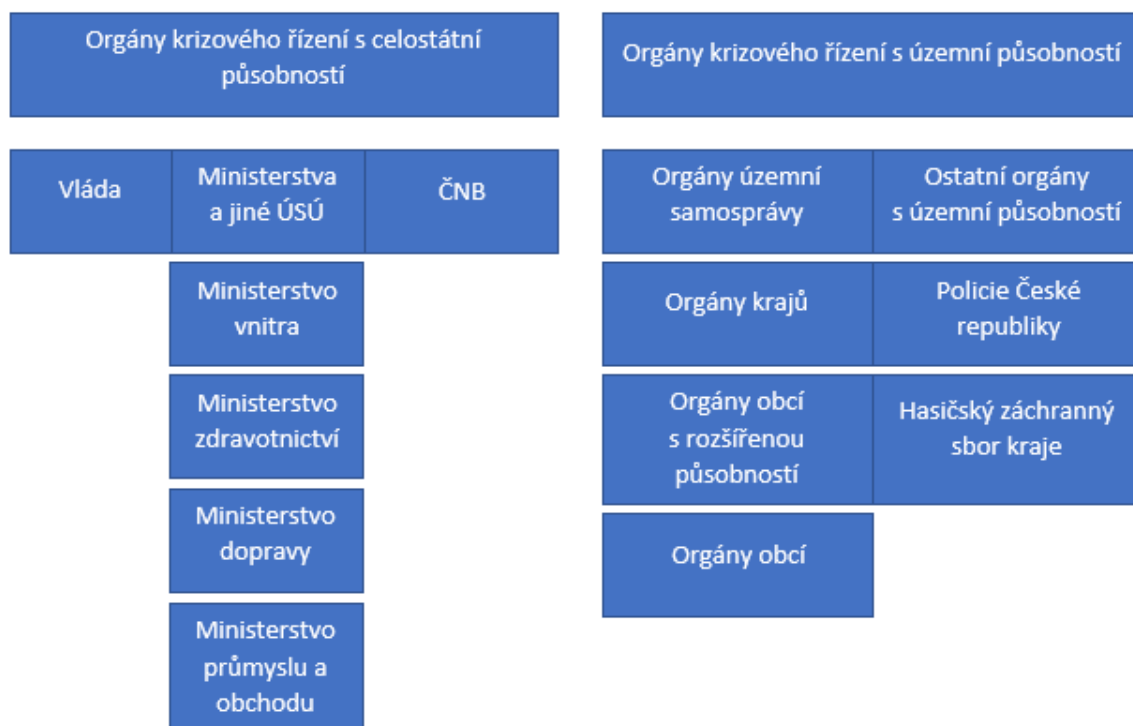 Orgány krizového řízení s celostátní
působností
Orgány krizového řízení s územní působností
Vláda
Ministerstva
a jiné ÚSÚ
ČNB
Orgány územní
samosprávy
Ostatní orgány
s územní působností
Ministerstvo
vnitra
Orgány krajů
Policie České
republiky
Ministerstvo
zdravotnictví
Orgány obcí
s rozšířenou
působností
Hasičský záchranný
sbor kraje
Ministerstvo
dopravy
Orgány obcí
Ministerstvo
průmyslu a
obchodu